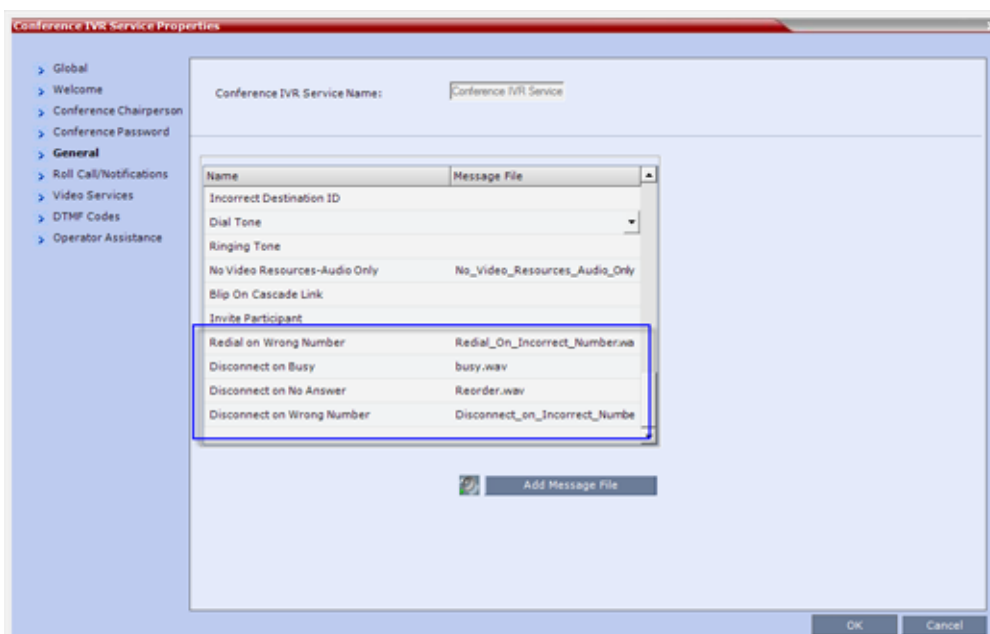 Conference IVR Service Properties
Global
Welcome
Conference Chairperson
Conference Password
General
Roll Call/Notifications
Video Services
DTMF Codes
Operator Assistance
Conference IVR Service Name: Conference IVR Service
Name Message File
Incorrect Destination ID
Dial Tone
Ringing Tone
No Video Resources-Audio Only No_Video_Resources_Audio_Only
Blip On Cascade Link
Invite Participant
Redial on Wrong Number Redial_On_Incorrect_Number.wa
Disconnect on Busy busy.wav
Disconnect on No Answer Reorder.wav
Disconnect on Wrong Number Disconnect_on_Incorrect_Numbe
Add Message File
OK Cancel